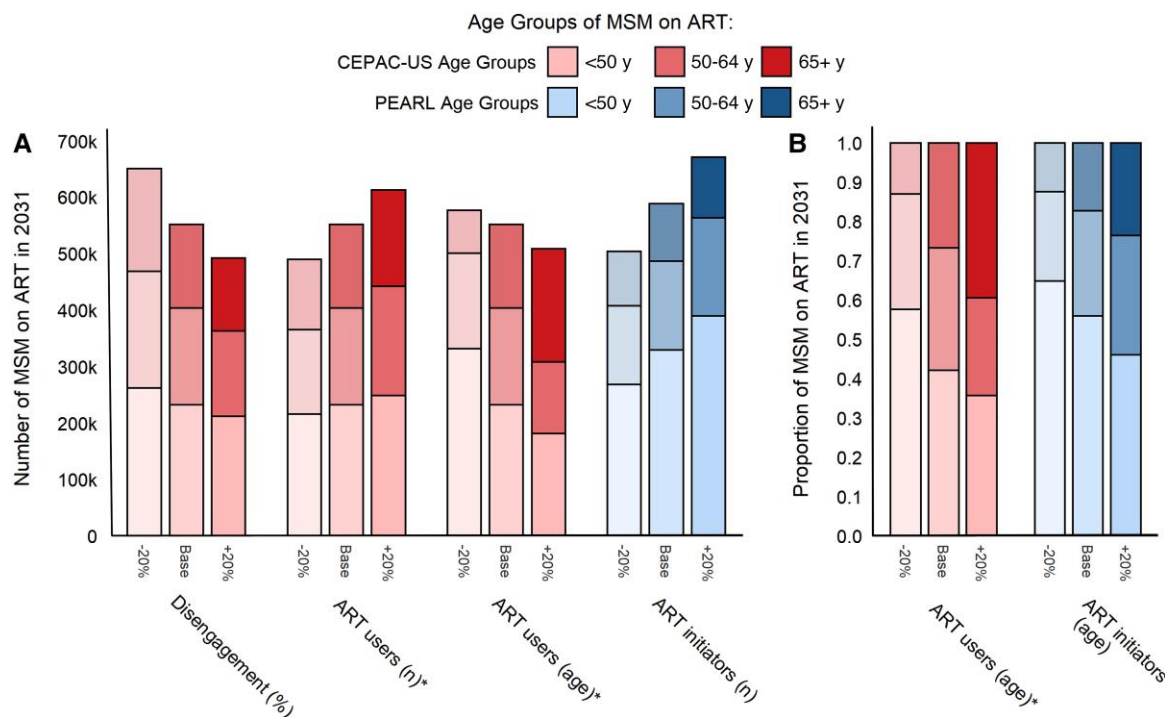 Age Groups of MSM on ART:
CEPAC-US Age Groups <50 y 50-64 y 65+ y
PEARL Age Groups <50 y 50-64 y 65+ y
A
Number of MSM on ART in 2031
700k
600k
500k
400k
300k
200k
100k
0
-20% Base +20% -20% Base +20% -20% Base +20% -20% Base +20%
Disengagement (%)
ART users (n)*
ART users (age)*
ART initiators (n)
B
Proportion of MSM on ART in 2031
1.0
0.9
0.8
0.7
0.6
0.5
0.4
0.3
0.2
0.1
0.0
-20% Base +20% -20% Base +20%
ART users (age)*
ART initiators
(age)